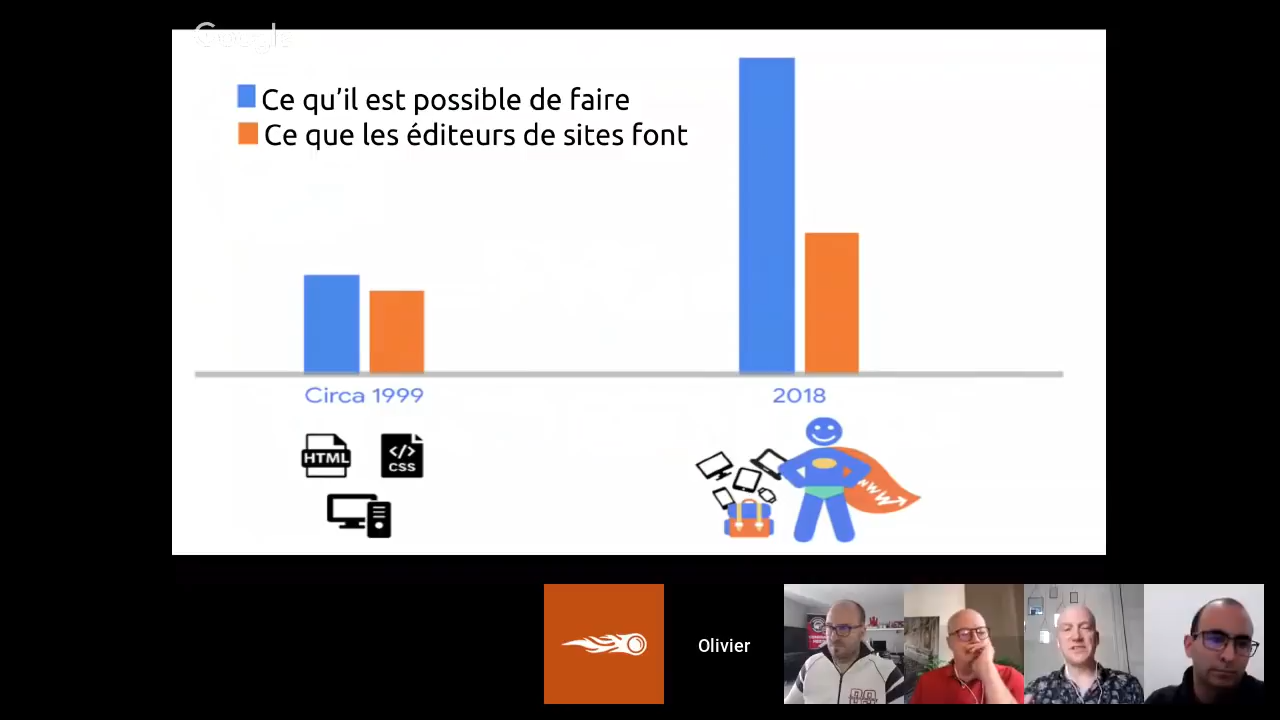 Google
Ce qu’il est possible de faire
Ce que les éditeurs de sites font
Circa 1999
2018
HTML
</>
CSS
WWW
Olivier